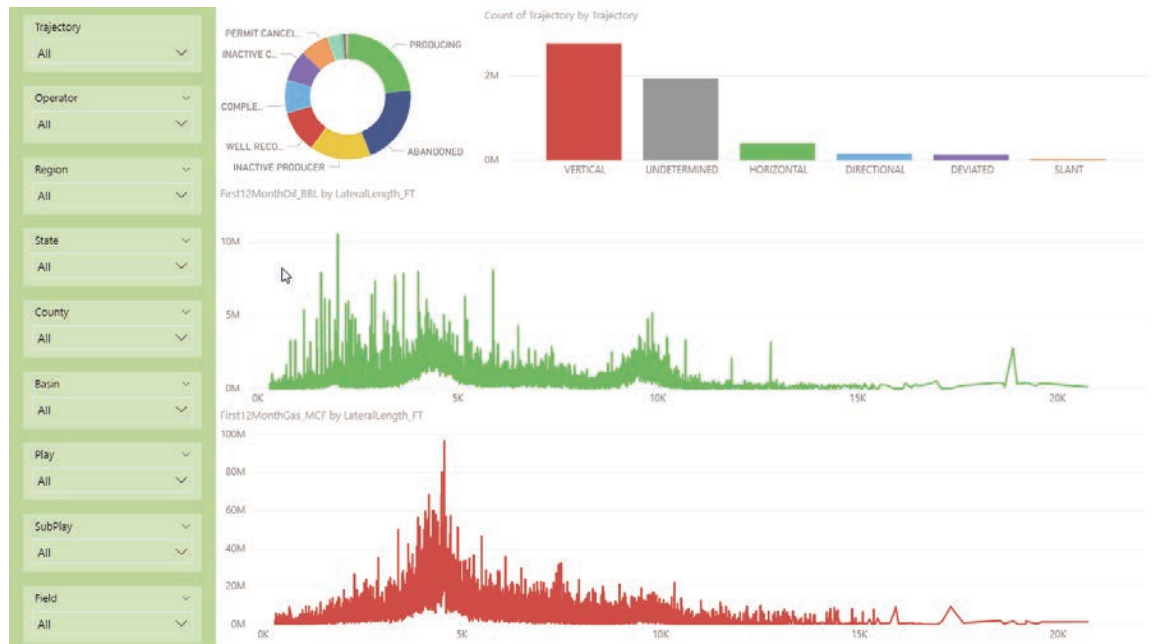 Trajectory
All
Operator
All
Region
All
State
All
County
All
Basin
All
Play
All
SubPlay
All
Field
All
PERMIT CANCEL...
INACTIVE C...
COMPLE...
WELL RECO...
INACTIVE PRODUCER
ABANDONED
PRODUCING
Count of Trajectory by Trajectory
2M
0M
VERTICAL UNDETERMINED HORIZONTAL DIRECTIONAL DEVIATED SLANT
First12MonthOil_BBL by LateralLength_FT
10M
5M
0M
0K 5K 10K 15K 20K
First12MonthGas_MCF by LateralLength_FT
100M
80M
60M
40M
20M
0M
0K 5K 10K 15K 20K